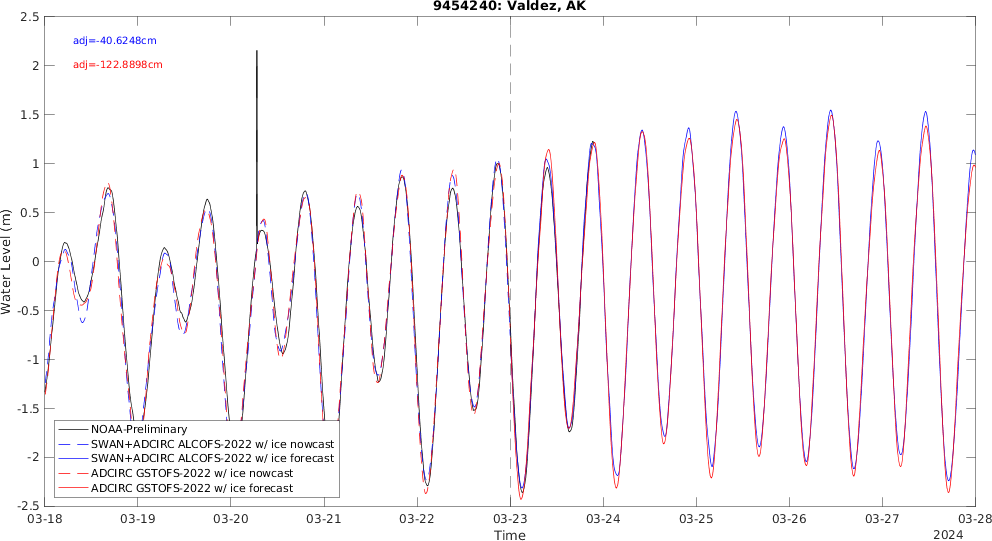 9454240: Valdez, AK
adj=-40.6248cm
adj=-122.8898cm
2.5
2
1.5
1
0.5
0
-0.5
-1
-1.5
-2
-2.5
Water Level (m)
NOAA-Preliminary
SWAN+ADCIRC ALCOFS-2022 w/ ice nowcast
SWAN+ADCIRC ALCOFS-2022 w/ ice forecast
ADCIRC GSTOFS-2022 w/ ice nowcast
ADCIRC GSTOFS-2022 w/ ice forecast
03-18 03-19 03-20 03-21 03-22 03-23 03-24 03-25 03-26 03-27 03-28
Time
2024